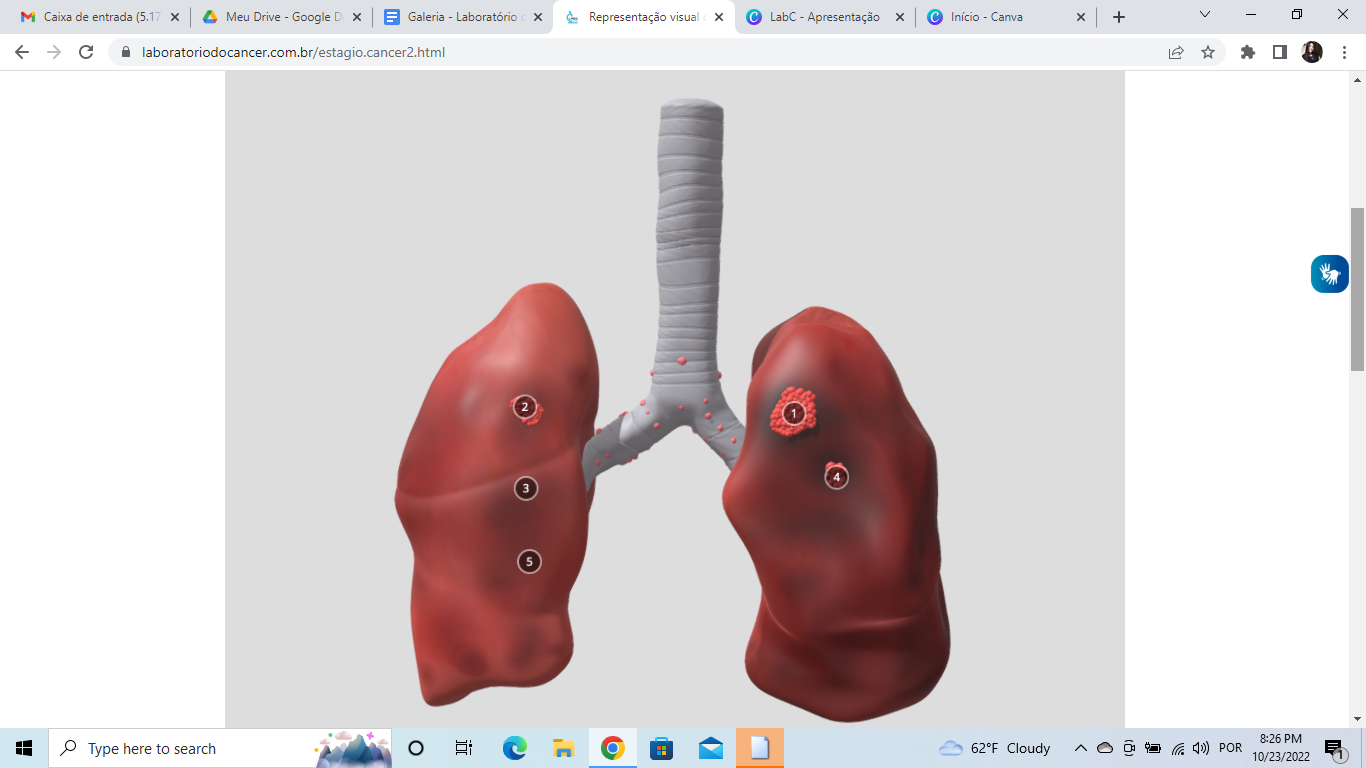 Caixa de entrada (5.17
Meu Drive - Google D
Galeria - Laboratório
Representação visual
LabC - Apresentação
Início - Canva
laboratoriodocancer.com.br/estagio.cancer2.html
2
1
3
4
5
Type here to search
62°F Cloudy
POR
8:26 PM
10/23/2022
1